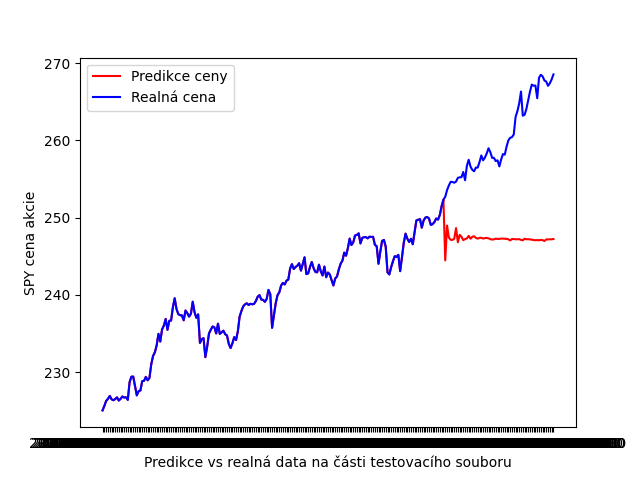 270
260
250
240
230
SPY cena akcie
Predikce ceny
Realná cena
Predikce vs realná data na části testovacího souboru